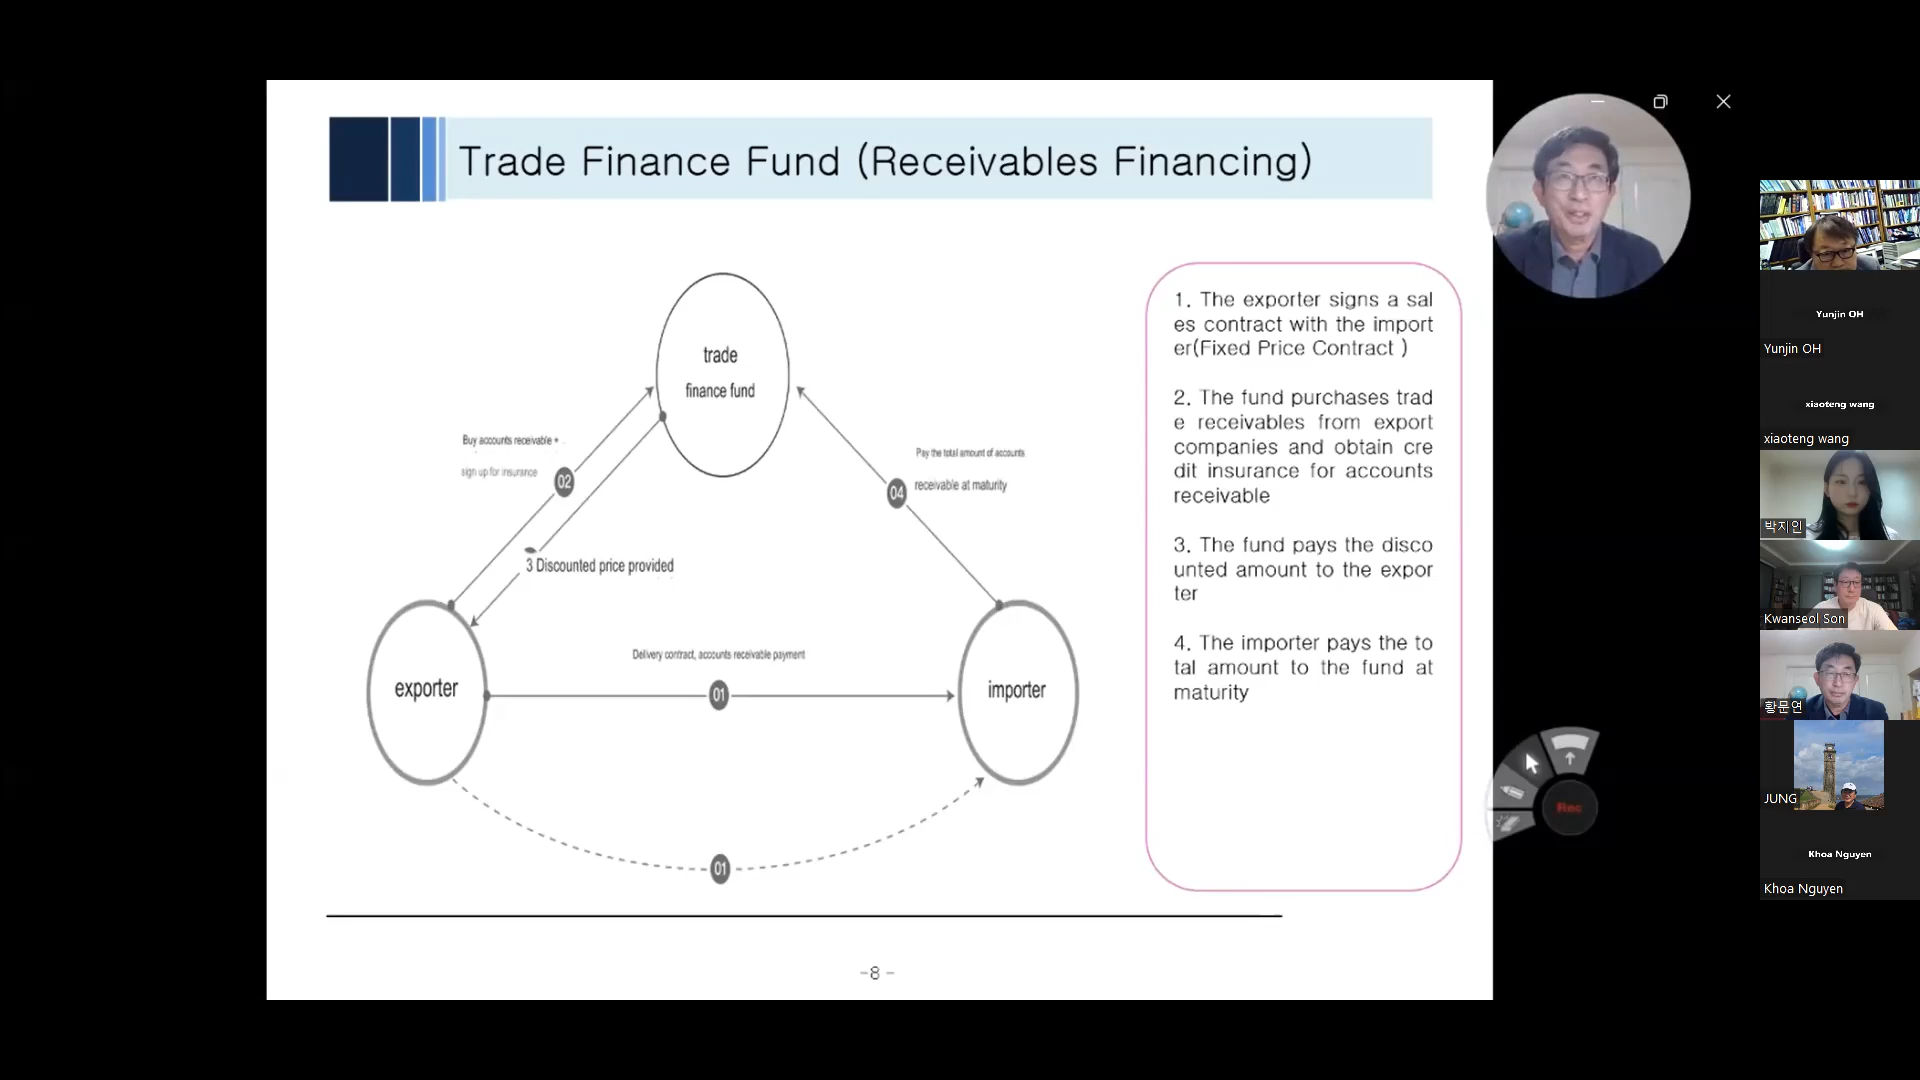 Trade Finance Fund (Receivables Financing)
trade
finance fund
Buy accounts receivable +
sign up for insurance
02
Pay the total amount of accounts
04
receivable at maturity
3 Discounted price provided
Delivery contract, accounts receivable payment
exporter
01
importer
01
1. The exporter signs a sal
es contract with the import
er(Fixed Price Contract )
2. The fund purchases trad
e receivables from export
companies and obtain cre
dit insurance for accounts
receivable
3. The fund pays the disco
unted amount to the expor
ter
4. The importer pays the to
tal amount to the fund at
maturity
-8 -
Rec
Yunjin OH
Yunjin OH
xiaoteng wang
xiaoteng wang
박지인
Kwanseol Son
황문연
JUNG
Khoa Nguyen
Khoa Nguyen